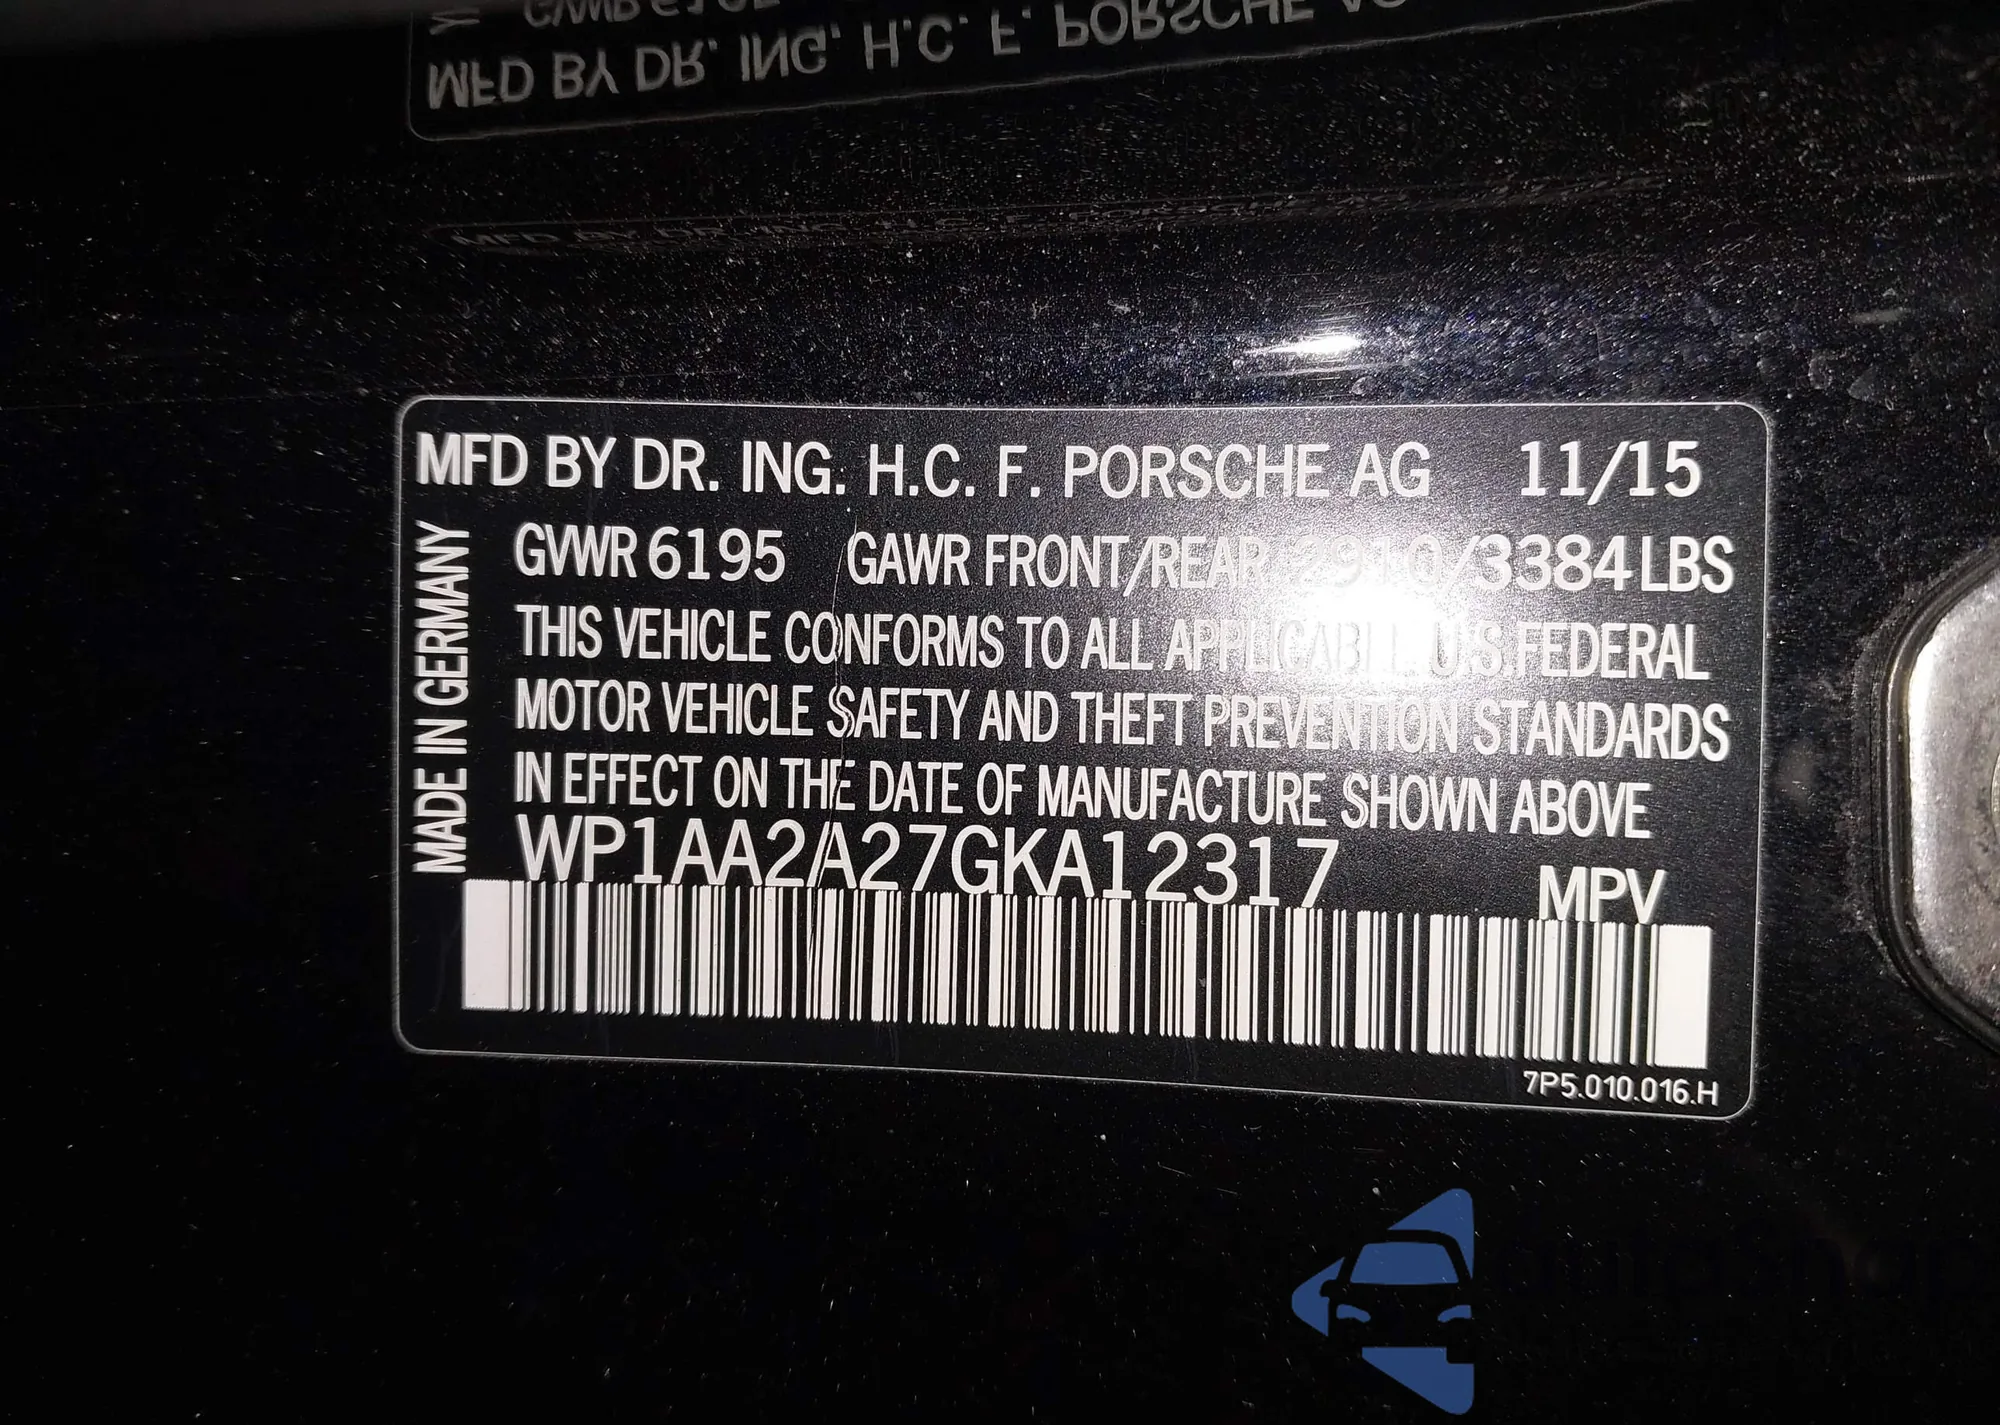 MFD BY DR. ING. H.C. F. PORSCHE AG
MFD BY DR. ING. H.C. F. PORSCHE AG 11/15
GVWR 6195 GAWR FRONT/REAR 2910/3384 LBS
THIS VEHICLE CONFORMS TO ALL APPLICABLE U.S. FEDERAL
MOTOR VEHICLE SAFETY AND THEFT PREVENTION STANDARDS
IN EFFECT ON THE DATE OF MANUFACTURE SHOWN ABOVE
WP1AA2A27GKA12317 MPV
MADE IN GERMANY
7P5.010.016.H